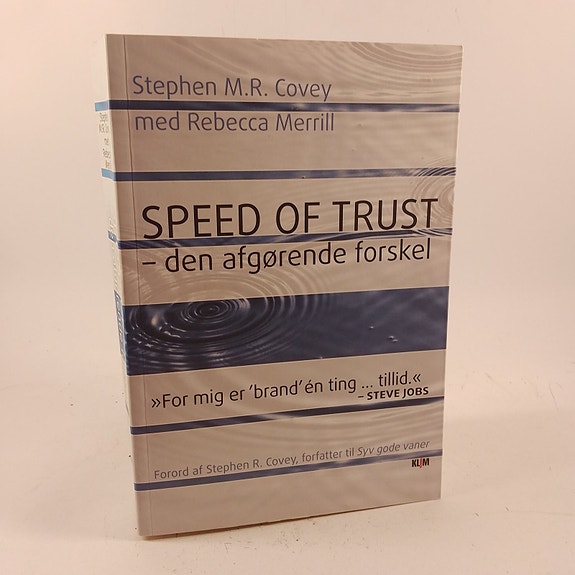 Stephen M.R. Covey
med Rebecca Merrill
SPEED OF TRUST
– den afgørende forskel
»For mig er 'brand' én ting ... tillid.«
– STEVE JOBS
Forord af Stephen R. Covey, forfatter til Syv gode vaner
KLIM